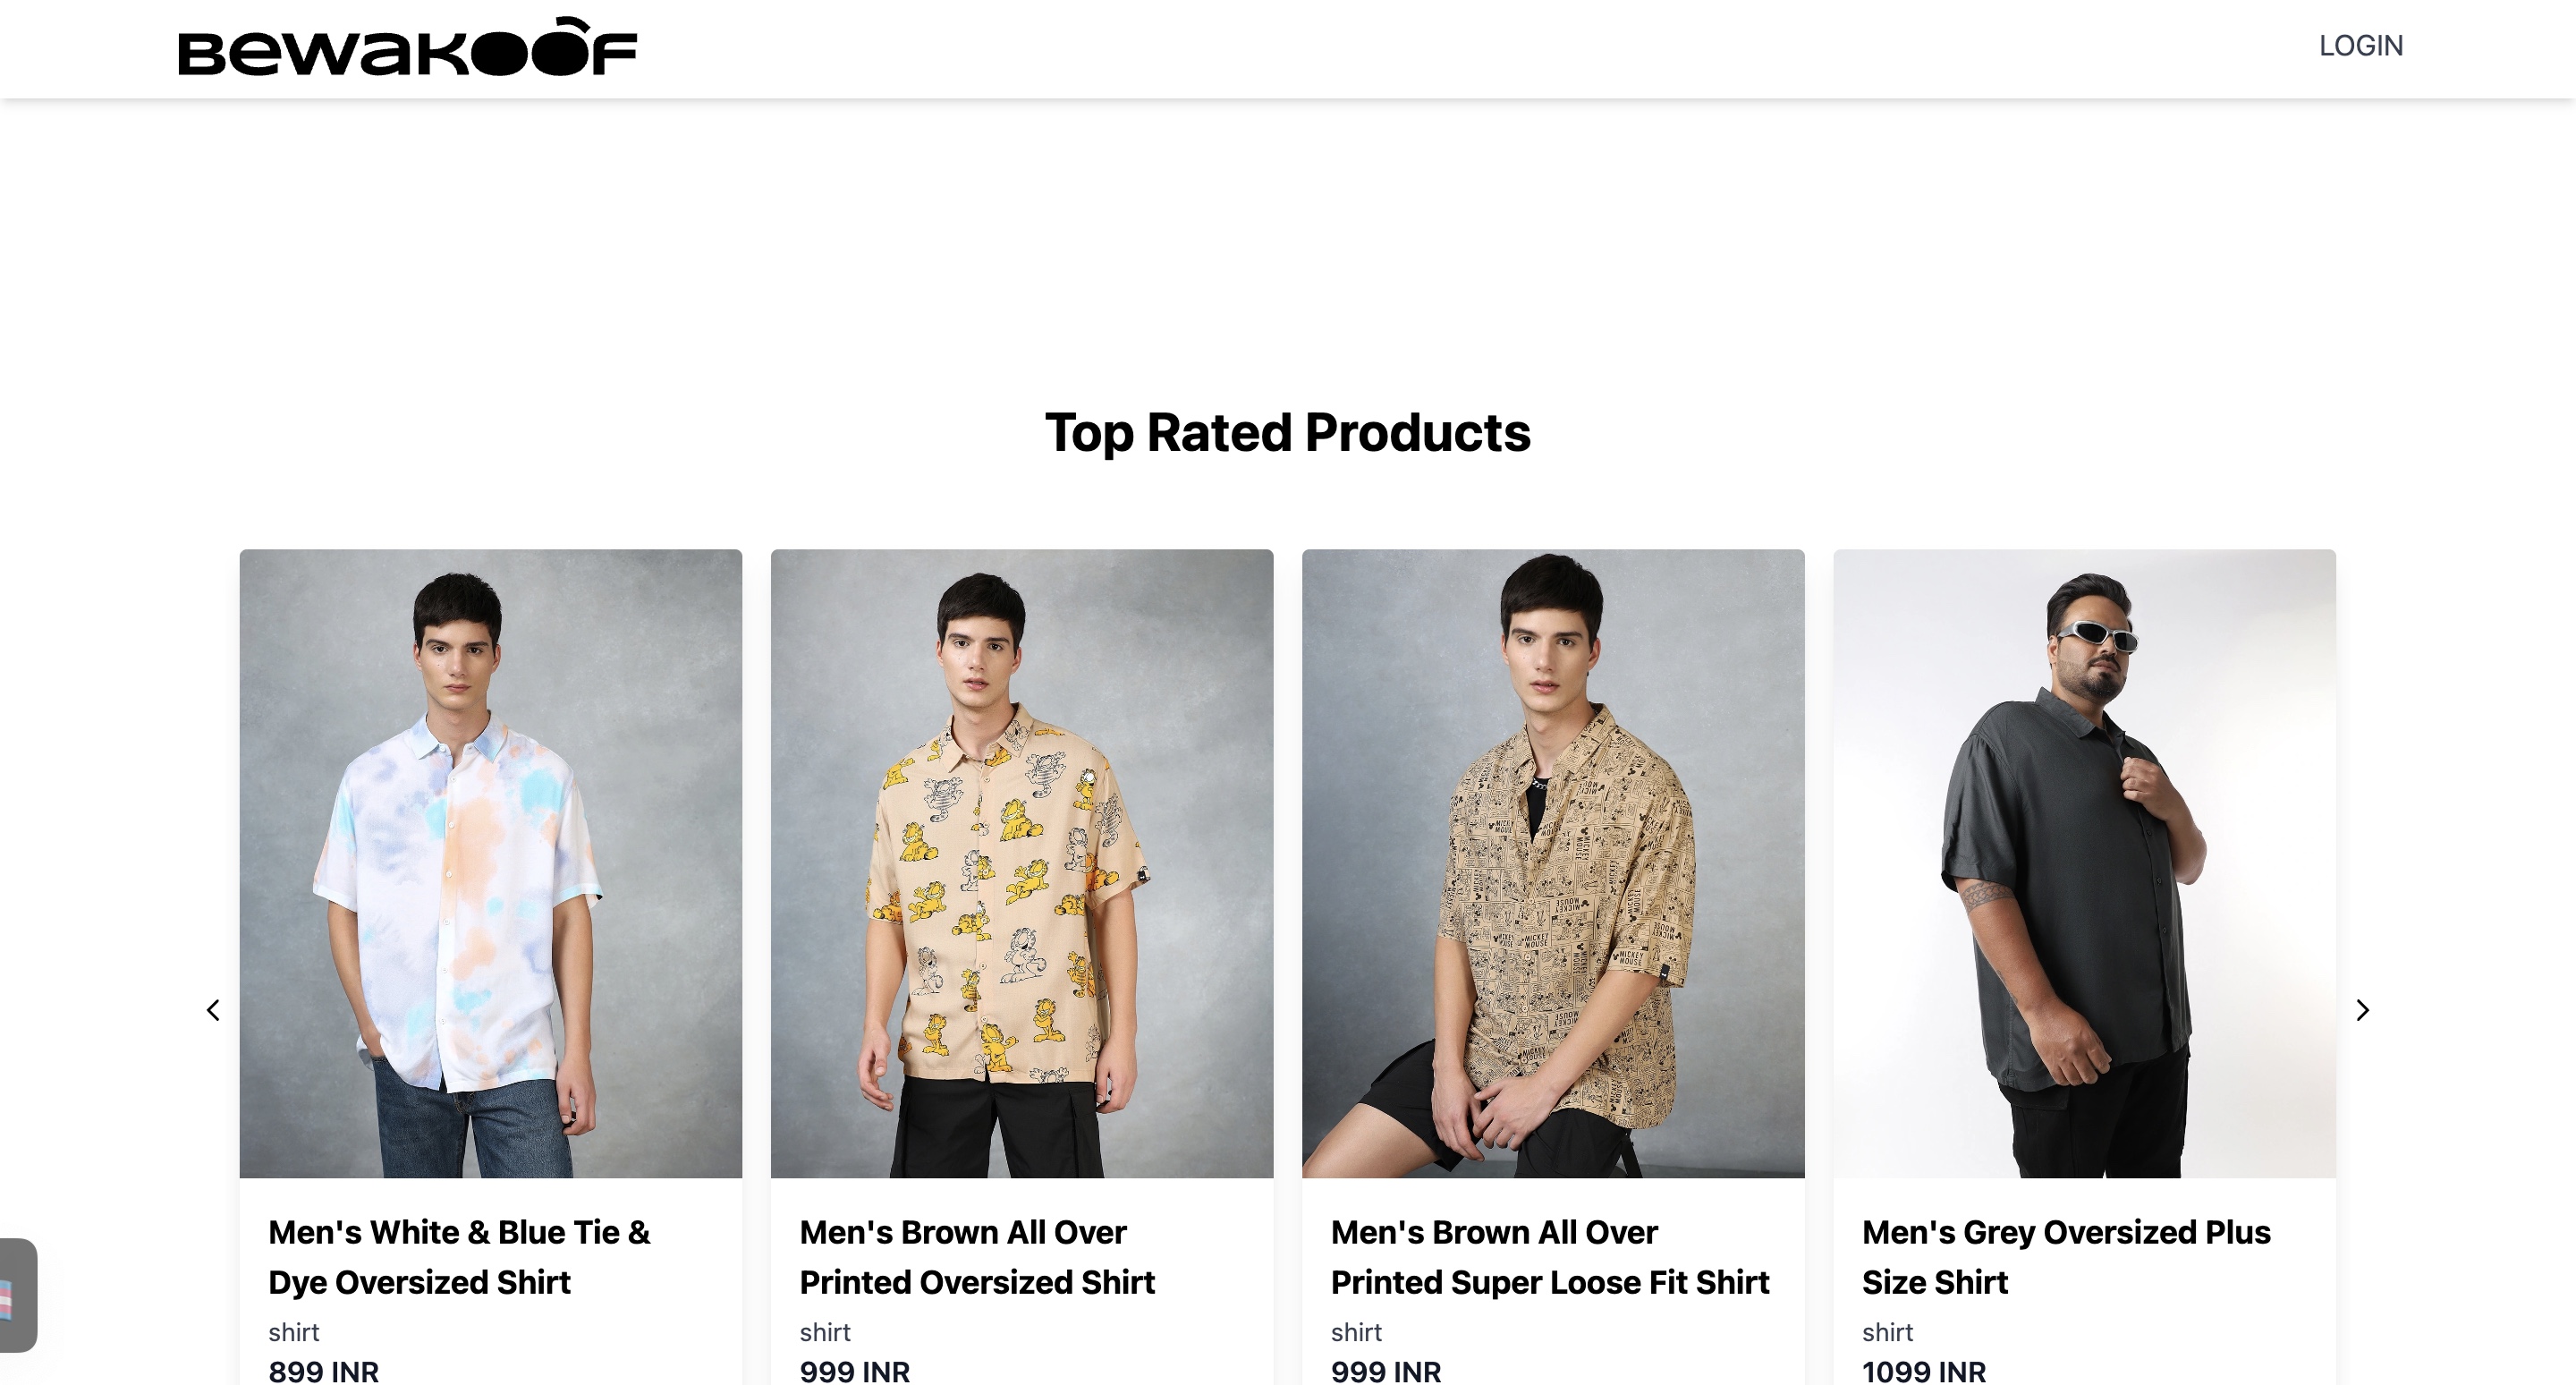 BEWAKOOF
LOGIN
Top Rated Products
Men's White & Blue Tie &
Dye Oversized Shirt
shirt
899 INR
Men's Brown All Over
Printed Oversized Shirt
shirt
999 INR
MICKEY
MOUSE
Men's Brown All Over
Printed Super Loose Fit Shirt
shirt
999 INR
Men's Grey Oversized Plus
Size Shirt
shirt
1099 INR